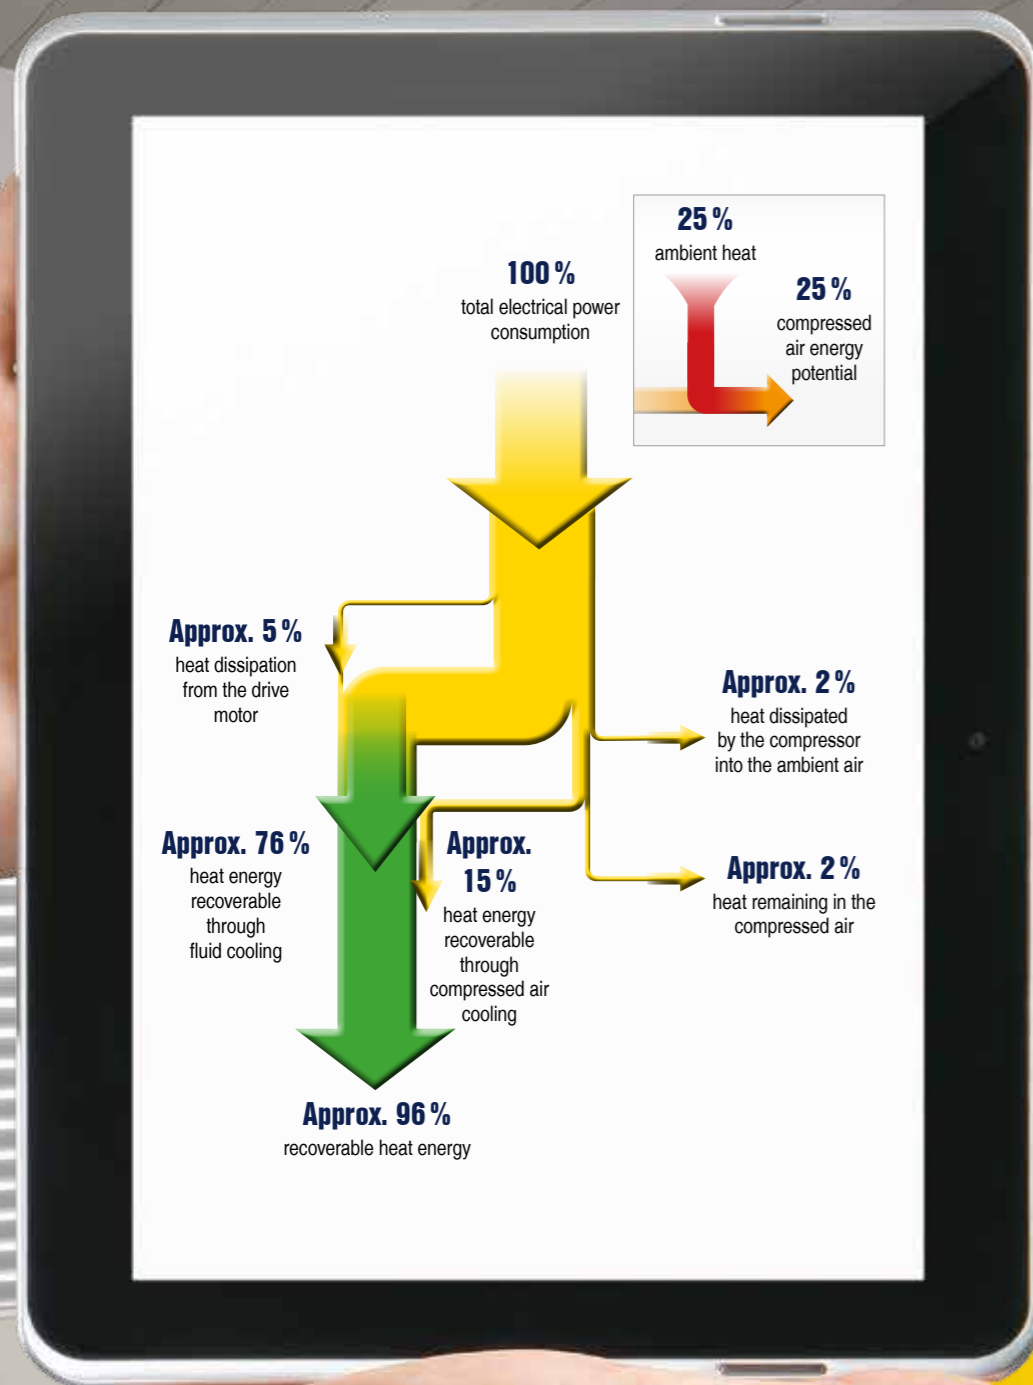 25 %
ambient heat
100 %
total electrical power
consumption
25 %
compressed
air energy
potential
Approx. 5 %
heat dissipation
from the drive
motor
Approx. 2 %
heat dissipated
by the compressor
into the ambient air
Approx. 76 %
heat energy
recoverable
through
fluid cooling
Approx.
15 %
heat energy
recoverable
through
compressed air
cooling
Approx. 2 %
heat remaining in the
compressed air
Approx. 96 %
recoverable heat energy